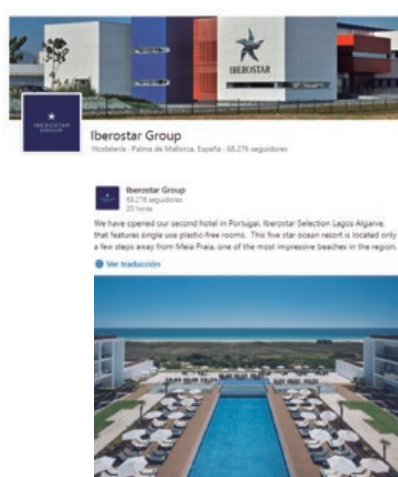 IBEROSTAR
IBEROSTAR
GROUP
Iberostar Group
Hostelería · Palma de Mallorca, España · 68.276 seguidores
Iberostar Group
68.276 seguidores
23 horas
We have opened our second hotel in Portugal, Iberostar Selection Lagos Algarve,
that features single use plastic-free rooms. This five star ocean resort is located only
a few steps away from Meia Praia, one of the most impressive beaches in the region.
Ver traducción